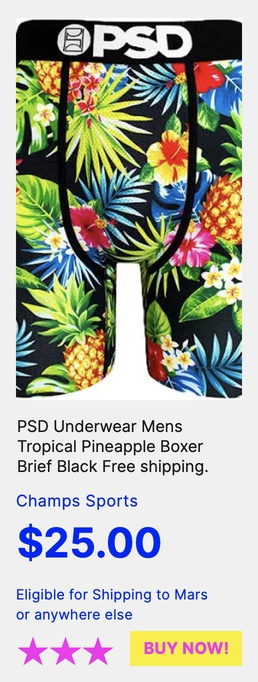 PSD
PSD Underwear Mens
Tropical Pineapple Boxer
Brief Black Free shipping.
Champs Sports
$25.00
Eligible for Shipping to Mars
or anywhere else
BUY NOW!